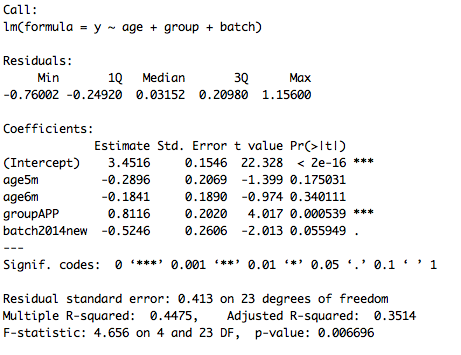 Call:
lm(formula = y ~ age + group + batch)
Residuals:
Min 1Q Median 3Q Max
-0.76002 -0.24920 0.03152 0.20980 1.15600
Coefficients:
Estimate Std. Error t value Pr(>|t|)
(Intercept) 3.4516 0.1546 22.328 < 2e-16 ***
age5m -0.2896 0.2069 -1.399 0.175031
age6m -0.1841 0.1890 -0.974 0.340111
groupAPP 0.8116 0.2020 4.017 0.000539 ***
batch2014new -0.5246 0.2606 -2.013 0.055949 .
---
Signif. codes: 0 ‘***’ 0.001 ‘**’ 0.01 ‘*’ 0.05 ‘.’ 0.1 ‘ ’ 1
Residual standard error: 0.413 on 23 degrees of freedom
Multiple R-squared: 0.4475, Adjusted R-squared: 0.3514
F-statistic: 4.656 on 4 and 23 DF, p-value: 0.006696